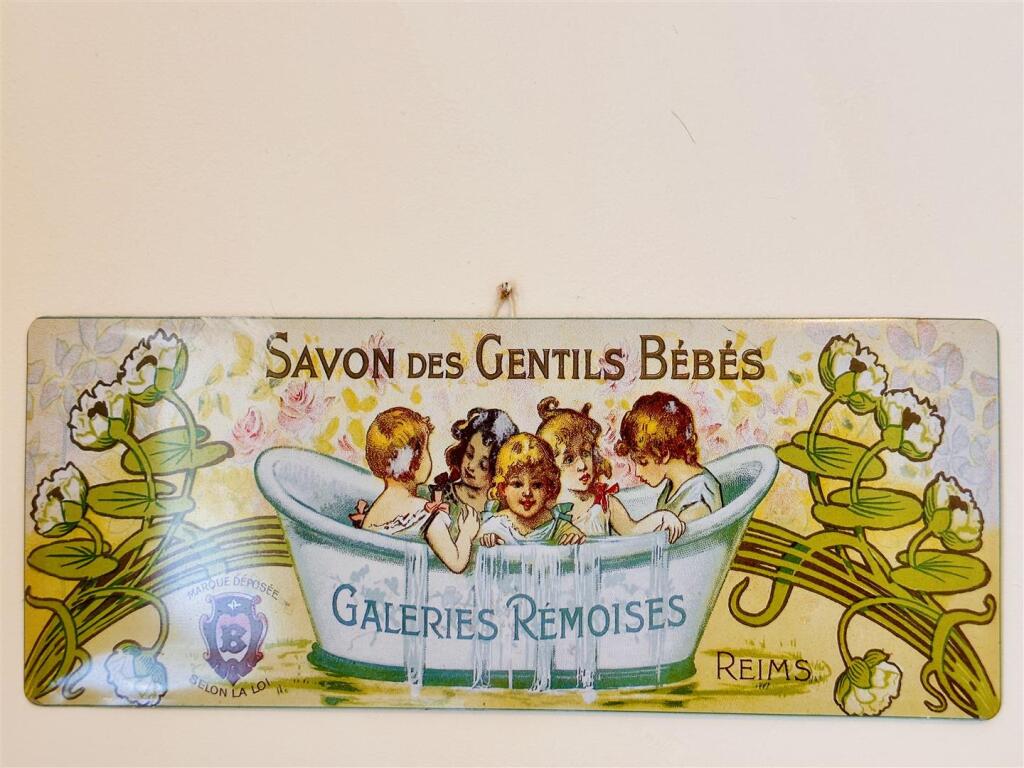 SAVON DES GENTILS BÉBÉS
GALERIES RÉMOISES
MARQUE DÉPOSÉE
B
SELON LA LOI
REIMS